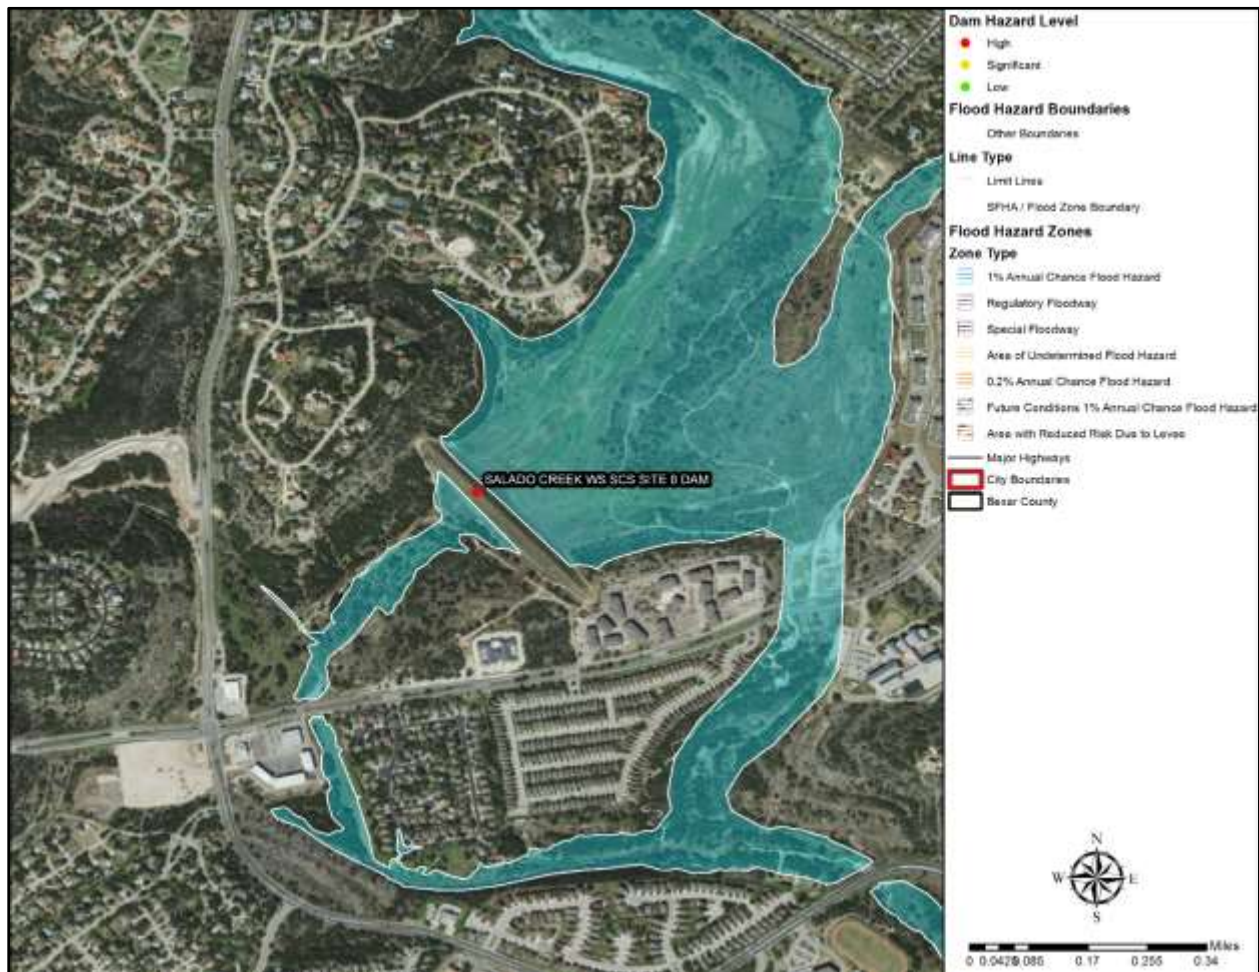 SALADO CREEK WS SCS SITE 8 DAM
Dam Hazard Level
High
Significant
Low
Flood Hazard Boundaries
Other Boundaries
Line Type
Limit Lines
SFHA / Flood Zone Boundary
Flood Hazard Zones
Zone Type
1% Annual Chance Flood Hazard
Regulatory Floodway
Special Floodway
Area of Undetermined Flood Hazard
0.2% Annual Chance Flood Hazard
Future Conditions 1% Annual Chance Flood Hazard
Area with Reduced Risk Due to Levee
Major Highways
City Boundaries
Bexar County
N
W E
S
Miles
0 0.0425 0.085 0.17 0.255 0.34